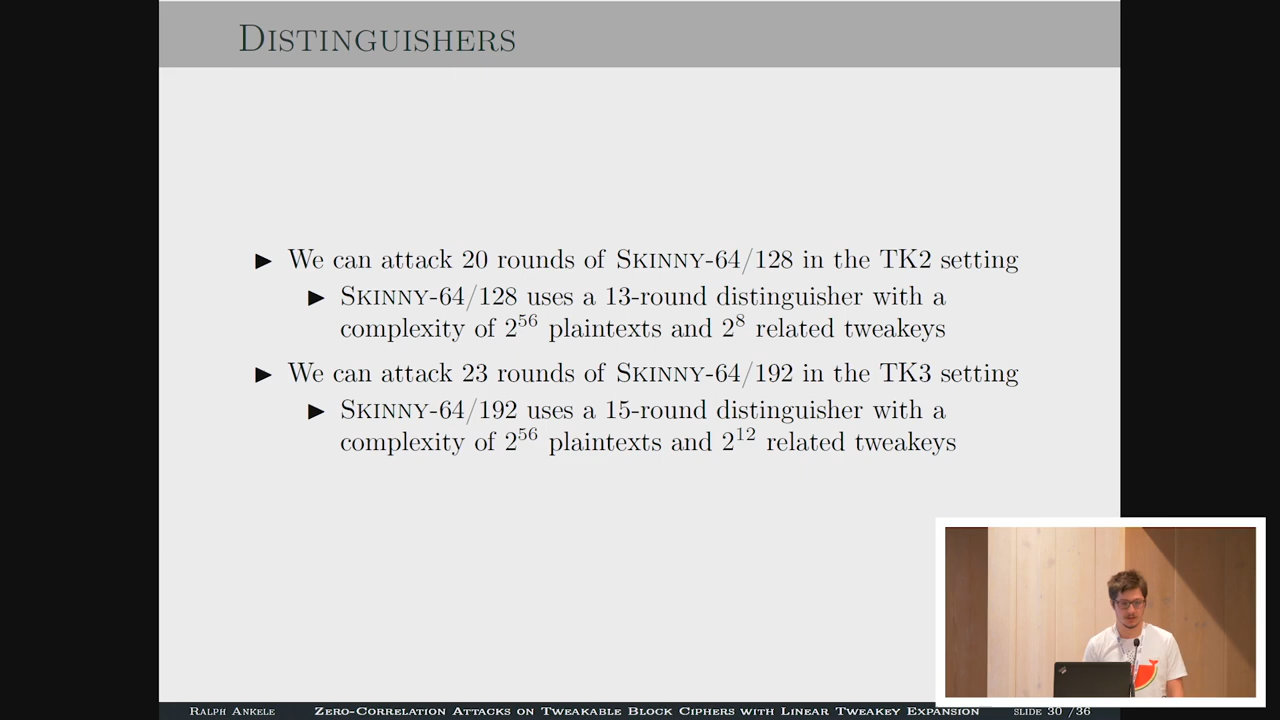 DISTINGUISHERS
▶ We can attack 20 rounds of SKINNY-64/128 in the TK2 setting
▶ SKINNY-64/128 uses a 13-round distinguisher with a
complexity of 2^56 plaintexts and 2^8 related tweakeys
▶ We can attack 23 rounds of SKINNY-64/192 in the TK3 setting
▶ SKINNY-64/192 uses a 15-round distinguisher with a
complexity of 2^56 plaintexts and 2^12 related tweakeys
RALPH ANKELE ZERO-CORRELATION ATTACKS ON TWEAKABLE BLOCK CIPHERS WITH LINEAR TWEAKEY EXPANSION SLIDE 30 /36